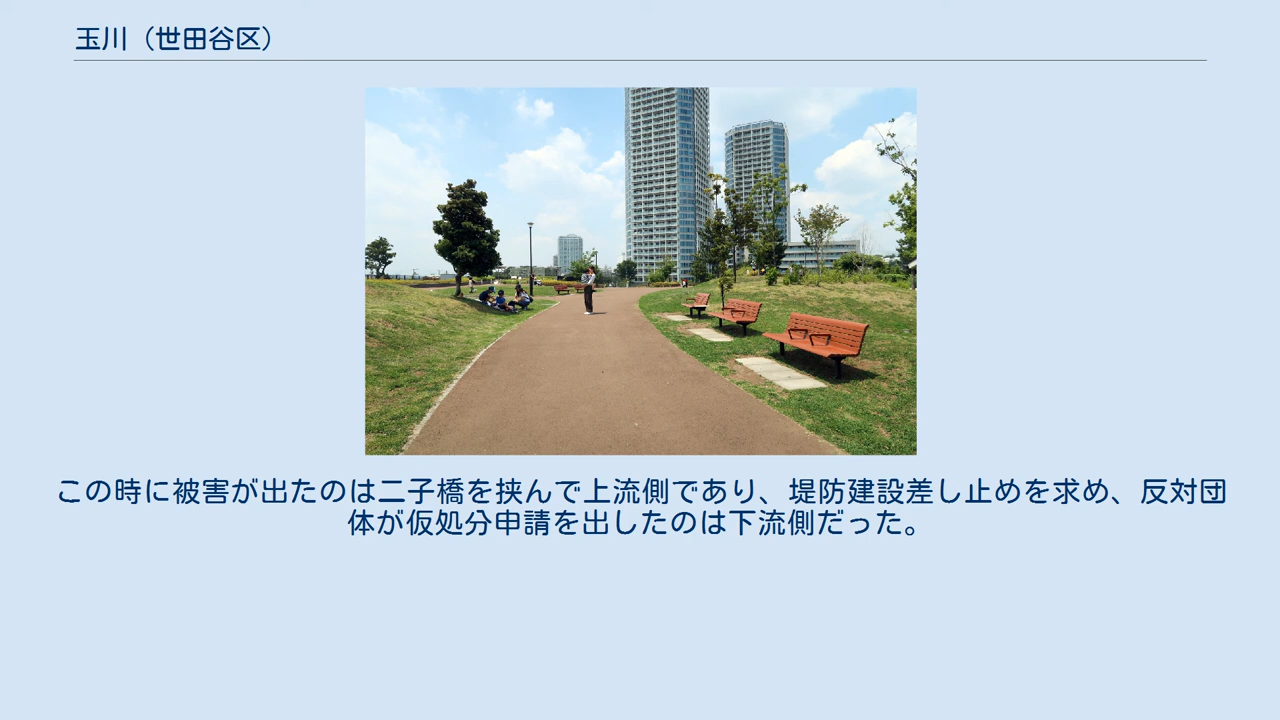 玉川（世田谷区）
この時に被害が出たのは二子橋を挟んで上流側であり、堤防建設差し止めを求め、反対団
体が仮処分申請を出したのは下流側だった。